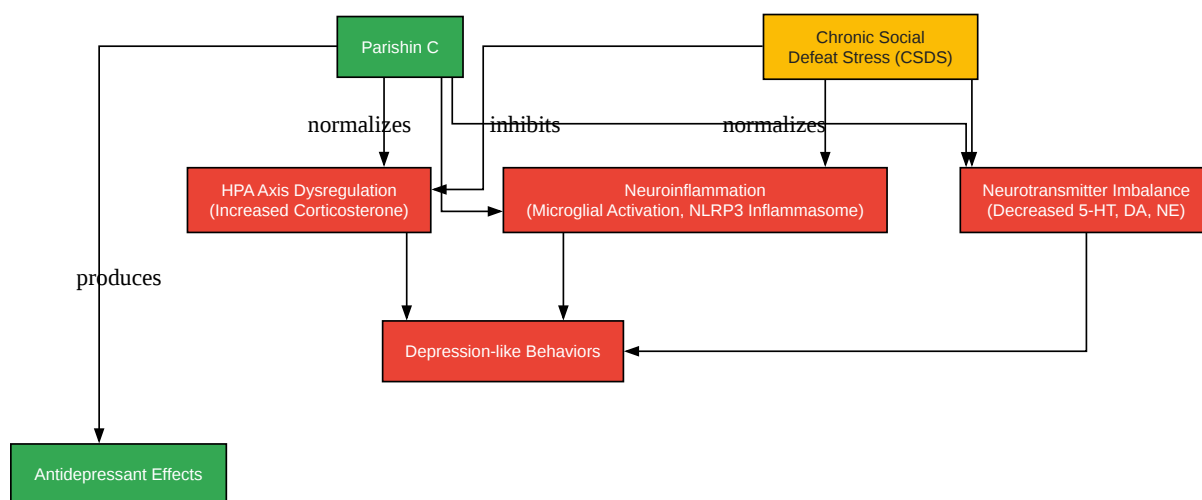 Parishin C
Chronic Social
Defeat Stress (CSDS)
normalizes
inhibits
normalizes
HPA Axis Dysregulation
(Increased Corticosterone)
Neuroinflammation
(Microglial Activation, NLRP3 Inflammasome)
Neurotransmitter Imbalance
(Decreased 5-HT, DA, NE)
produces
Depression-like Behaviors
Antidepressant Effects